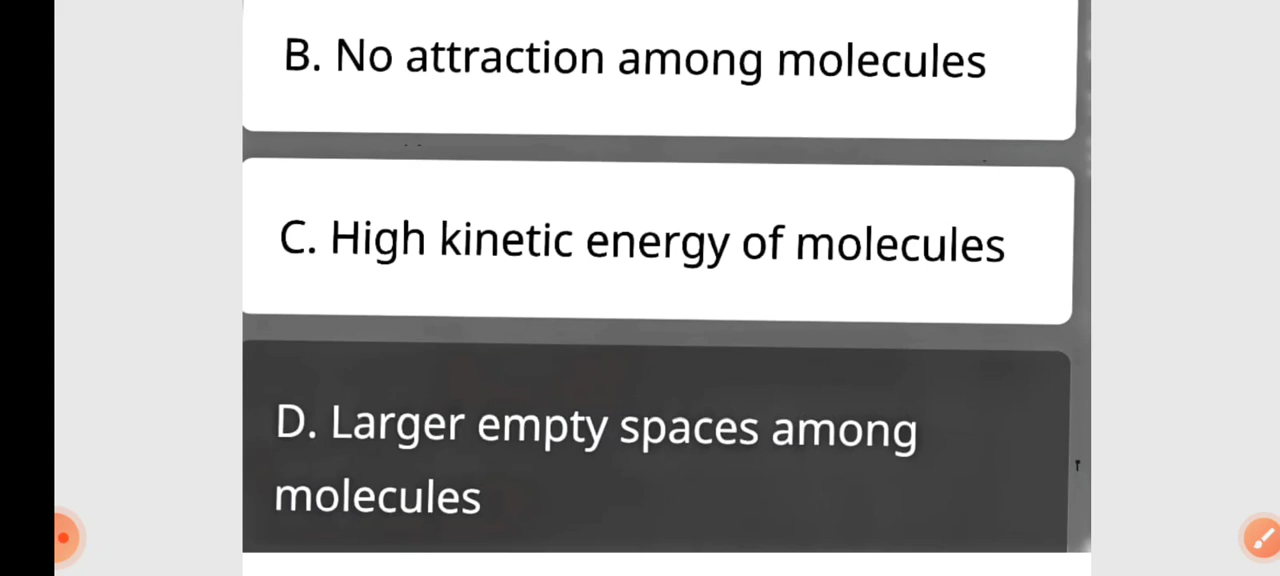 B. No attraction among molecules
C. High kinetic energy of molecules
D. Larger empty spaces among
molecules